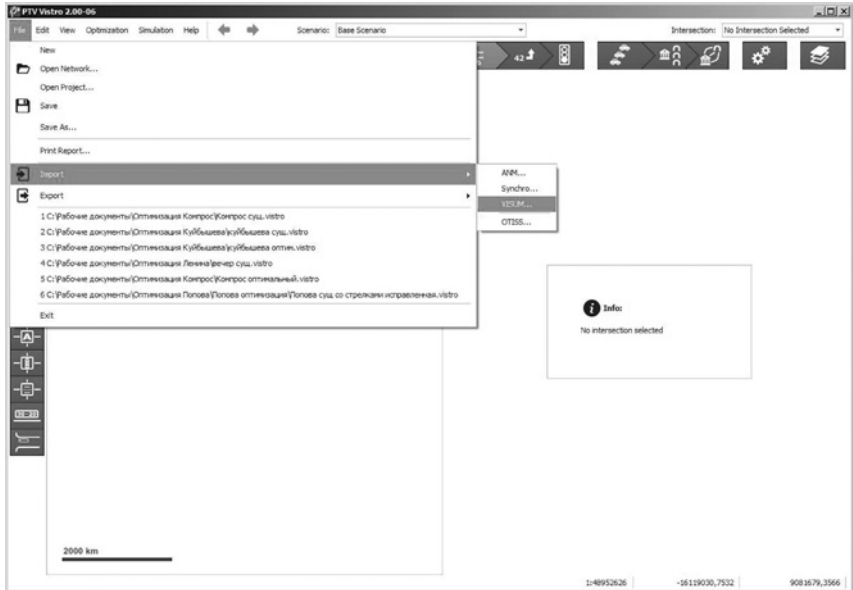 PTV Vistro 2.00-06
File Edit View Optimization Simulation Help Scenario: Base Scenario Intersection: No Intersection Selected
New
Open Network...
Open Project...
Save
Save As...
Print Report...
Import
Export
1 C:\Рабочие документы\Оптимизация Компрос\Компрос сущ.vistro
2 C:\Рабочие документы\Оптимизация Куйбышева\куйбышева сущ.vistro
3 C:\Рабочие документы\Оптимизация Куйбышева\куйбышева оптим.vistro
4 C:\Рабочие документы\Оптимизация Ленина\вечер сущ.vistro
5 C:\Рабочие документы\Оптимизация Компрос\Компрос оптимальный.vistro
6 C:\Рабочие документы\Оптимизация Попова\Попова оптимизация\Попова сущ со стрелками исправленная.vistro
Exit
ANM...
Synchro...
VISUM...
OTISS...
42
Info:
No intersection selected
A
2000 km
1:48952626 -16119030,7532 9081679,3566